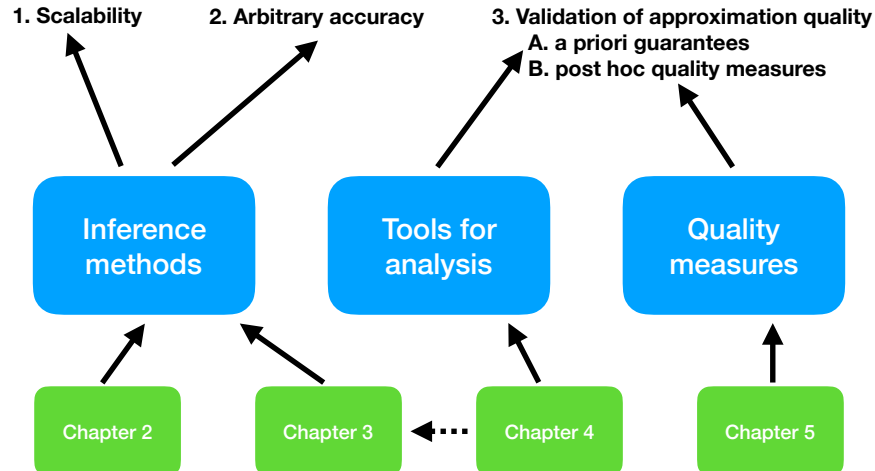 1. Scalability
2. Arbitrary accuracy
3. Validation of approximation quality
A. a priori guarantees
B. post hoc quality measures
Inference
methods
Tools for
analysis
Quality
measures
Chapter 2
Chapter 3
Chapter 4
Chapter 5